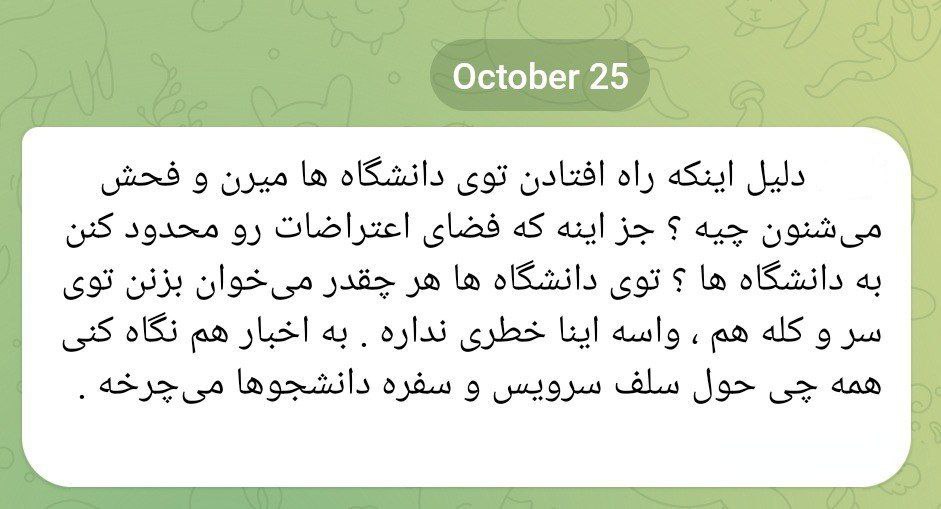 October 25
دلیل اینکه راه افتادن توی دانشگاه ها میرن و فحش
می‌شنون چیه ؟ جز اینه که فضای اعتراضات رو محدود کنن
به دانشگاه ها ؟ توی دانشگاه ها هر چقدر می‌خوان بزنن توی
سر و کله هم ، واسه اینا خطری نداره . به اخبار هم نگاه کنی
همه چی حول سلف سرویس و سفره دانشجوها می‌چرخه .